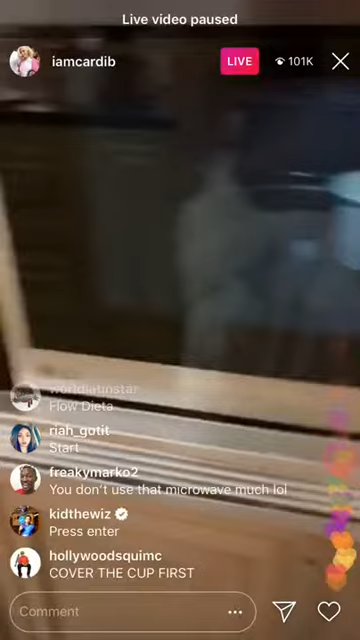 Live video paused
iamcardib
LIVE
101K
worldlatinstar
Flow Dieta
riah_gotit
Start
freakymarko2
You don't use that microwave much lol
kidthewiz
Press enter
hollywoodsquimc
COVER THE CUP FIRST
Comment